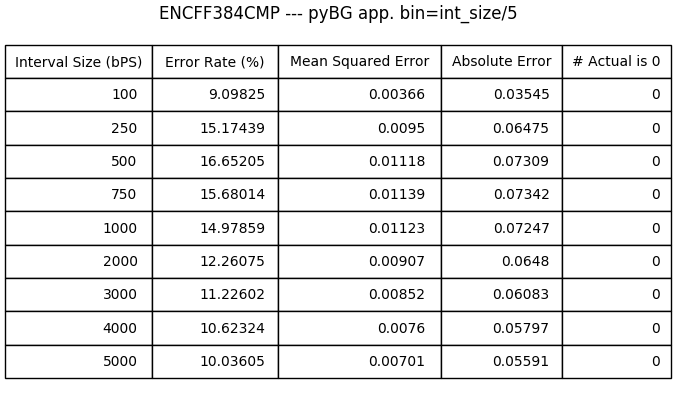 ENCFF384CMP --- pyBG app. bin=int_size/5
Interval Size (bPS) Error Rate (%) Mean Squared Error Absolute Error # Actual is 0
100 9.09825 0.00366 0.03545 0
250 15.17439 0.0095 0.06475 0
500 16.65205 0.01118 0.07309 0
750 15.68014 0.01139 0.07342 0
1000 14.97859 0.01123 0.07247 0
2000 12.26075 0.00907 0.0648 0
3000 11.22602 0.00852 0.06083 0
4000 10.62324 0.0076 0.05797 0
5000 10.03605 0.00701 0.05591 0